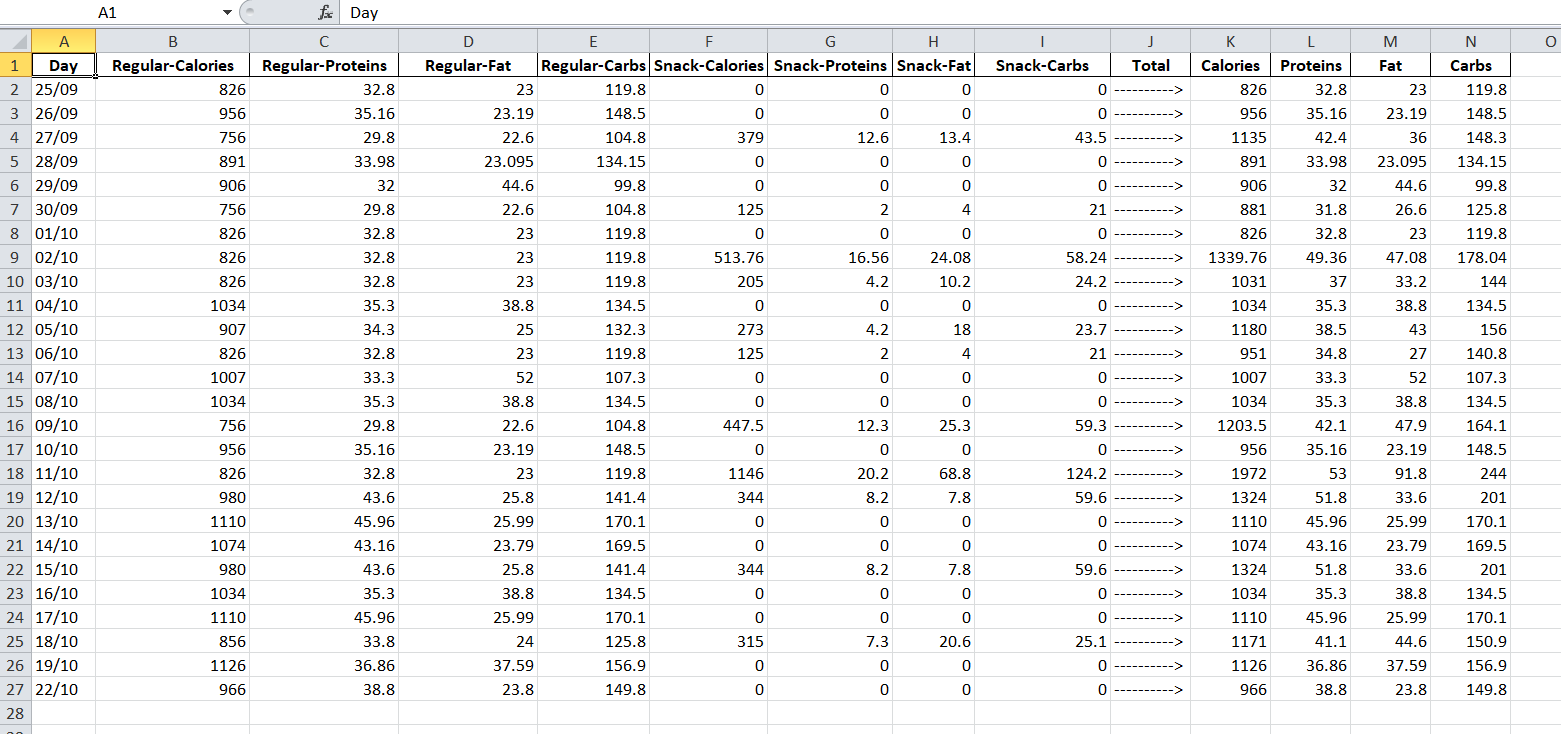 A1 fx Day
A B C D E F G H I J K L M N O
1 Day Regular-Calories Regular-Proteins Regular-Fat Regular-Carbs Snack-Calories Snack-Proteins Snack-Fat Snack-Carbs Total Calories Proteins Fat Carbs
2 25/09 826 32.8 23 119.8 0 0 0 0 ----------> 826 32.8 23 119.8
3 26/09 956 35.16 23.19 148.5 0 0 0 0 ----------> 956 35.16 23.19 148.5
4 27/09 756 29.8 22.6 104.8 379 12.6 13.4 43.5 ----------> 1135 42.4 36 148.3
5 28/09 891 33.98 23.095 134.15 0 0 0 0 ----------> 891 33.98 23.095 134.15
6 29/09 906 32 44.6 99.8 0 0 0 0 ----------> 906 32 44.6 99.8
7 30/09 756 29.8 22.6 104.8 125 2 4 21 ----------> 881 31.8 26.6 125.8
8 01/10 826 32.8 23 119.8 0 0 0 0 ----------> 826 32.8 23 119.8
9 02/10 826 32.8 23 119.8 513.76 16.56 24.08 58.24 ----------> 1339.76 49.36 47.08 178.04
10 03/10 826 32.8 23 119.8 205 4.2 10.2 24.2 ----------> 1031 37 33.2 144
11 04/10 1034 35.3 38.8 134.5 0 0 0 0 ----------> 1034 35.3 38.8 134.5
12 05/10 907 34.3 25 132.3 273 4.2 18 23.7 ----------> 1180 38.5 43 156
13 06/10 826 32.8 23 119.8 125 2 4 21 ----------> 951 34.8 27 140.8
14 07/10 1007 33.3 52 107.3 0 0 0 0 ----------> 1007 33.3 52 107.3
15 08/10 1034 35.3 38.8 134.5 0 0 0 0 ----------> 1034 35.3 38.8 134.5
16 09/10 756 29.8 22.6 104.8 447.5 12.3 25.3 59.3 ----------> 1203.5 42.1 47.9 164.1
17 10/10 956 35.16 23.19 148.5 0 0 0 0 ----------> 956 35.16 23.19 148.5
18 11/10 826 32.8 23 119.8 1146 20.2 68.8 124.2 ----------> 1972 53 91.8 244
19 12/10 980 43.6 25.8 141.4 344 8.2 7.8 59.6 ----------> 1324 51.8 33.6 201
20 13/10 1110 45.96 25.99 170.1 0 0 0 0 ----------> 1110 45.96 25.99 170.1
21 14/10 1074 43.16 23.79 169.5 0 0 0 0 ----------> 1074 43.16 23.79 169.5
22 15/10 980 43.6 25.8 141.4 344 8.2 7.8 59.6 ----------> 1324 51.8 33.6 201
23 16/10 1034 35.3 38.8 134.5 0 0 0 0 ----------> 1034 35.3 38.8 134.5
24 17/10 1110 45.96 25.99 170.1 0 0 0 0 ----------> 1110 45.96 25.99 170.1
25 18/10 856 33.8 24 125.8 315 7.3 20.6 25.1 ----------> 1171 41.1 44.6 150.9
26 19/10 1126 36.86 37.59 156.9 0 0 0 0 ----------> 1126 36.86 37.59 156.9
27 22/10 966 38.8 23.8 149.8 0 0 0 0 ----------> 966 38.8 23.8 149.8
28